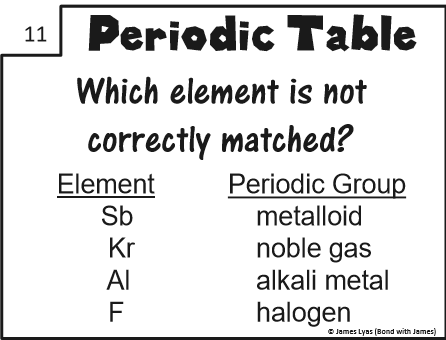 11
Periodic Table
Which element is not
correctly matched?
Element Periodic Group
Sb metalloid
Kr noble gas
Al alkali metal
F halogen
© James Lyas (Bond with James)